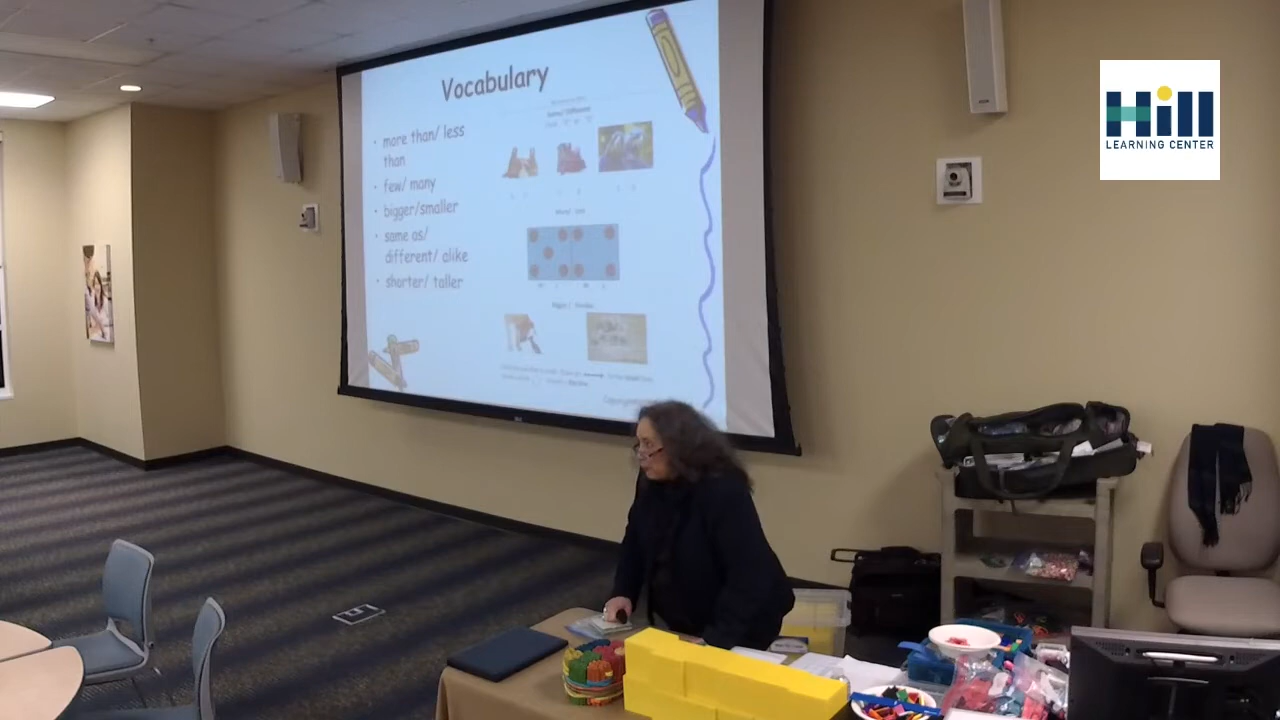 Vocabulary
• more than/ less
than
• few/ many
• bigger/smaller
• same as/
different/ alike
• shorter/ taller
Hill
LEARNING CENTER